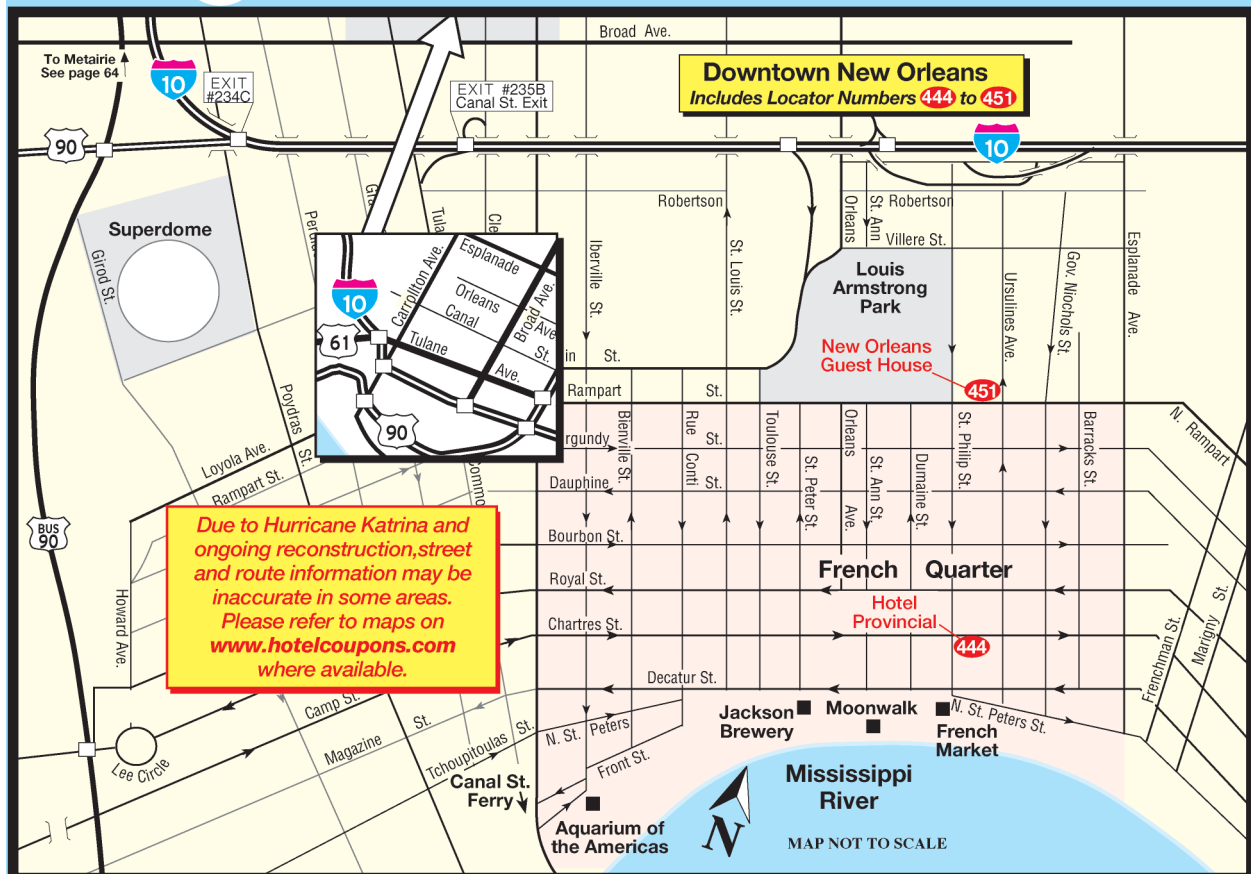 Broad Ave.
To Metairie
See page 64
10
EXIT
#234C
EXIT #235B
Canal St. Exit
Downtown New Orleans
Includes Locator Numbers 444 to 451
90
10
Superdome
Girod St.
Robertson
Orleans
St. Ann
Robertson
Villere St.
Iberville
St.
St. Louis St.
Louis
Armstrong
Park
Ursulines Ave.
Gov. Niochols St.
Esplanade
Ave.
10
61
90
Carrollton Ave.
Esplanade
Orleans
Ave
Canal
St.
Broad Ave.
Tulane
Ave.
New Orleans
Guest House
451
St.
Rampart
St.
Poydras
St.
Loyola Ave.
Rampart St.
St.
Dauphine
St.
Bienville St.
Rue
Conti
Toulouse St.
St. Peter St.
Orleans
Ave.
St. Ann St.
Dumaine St.
St. Philip St.
Barracks St.
N. Rampart
BUS
90
Due to Hurricane Katrina and
ongoing reconstruction,street
and route information may be
inaccurate in some areas.
Please refer to maps on
www.hotelcoupons.com
where available.
Bourbon St.
French Quarter
Royal St.
Hotel
Provincial
444
Chartres St.
Howard Ave.
Frenchman St.
Marigny
St.
Decatur St.
Camp St.
Magazine
St.
Tchoupitoulas
St.
N. St. Peters
Front St.
Lee Circle
Canal St.
Ferry
Jackson
Brewery
Moonwalk
French
Market
N. St. Peters St.
Aquarium of
the Americas
N
Mississippi
River
MAP NOT TO SCALE